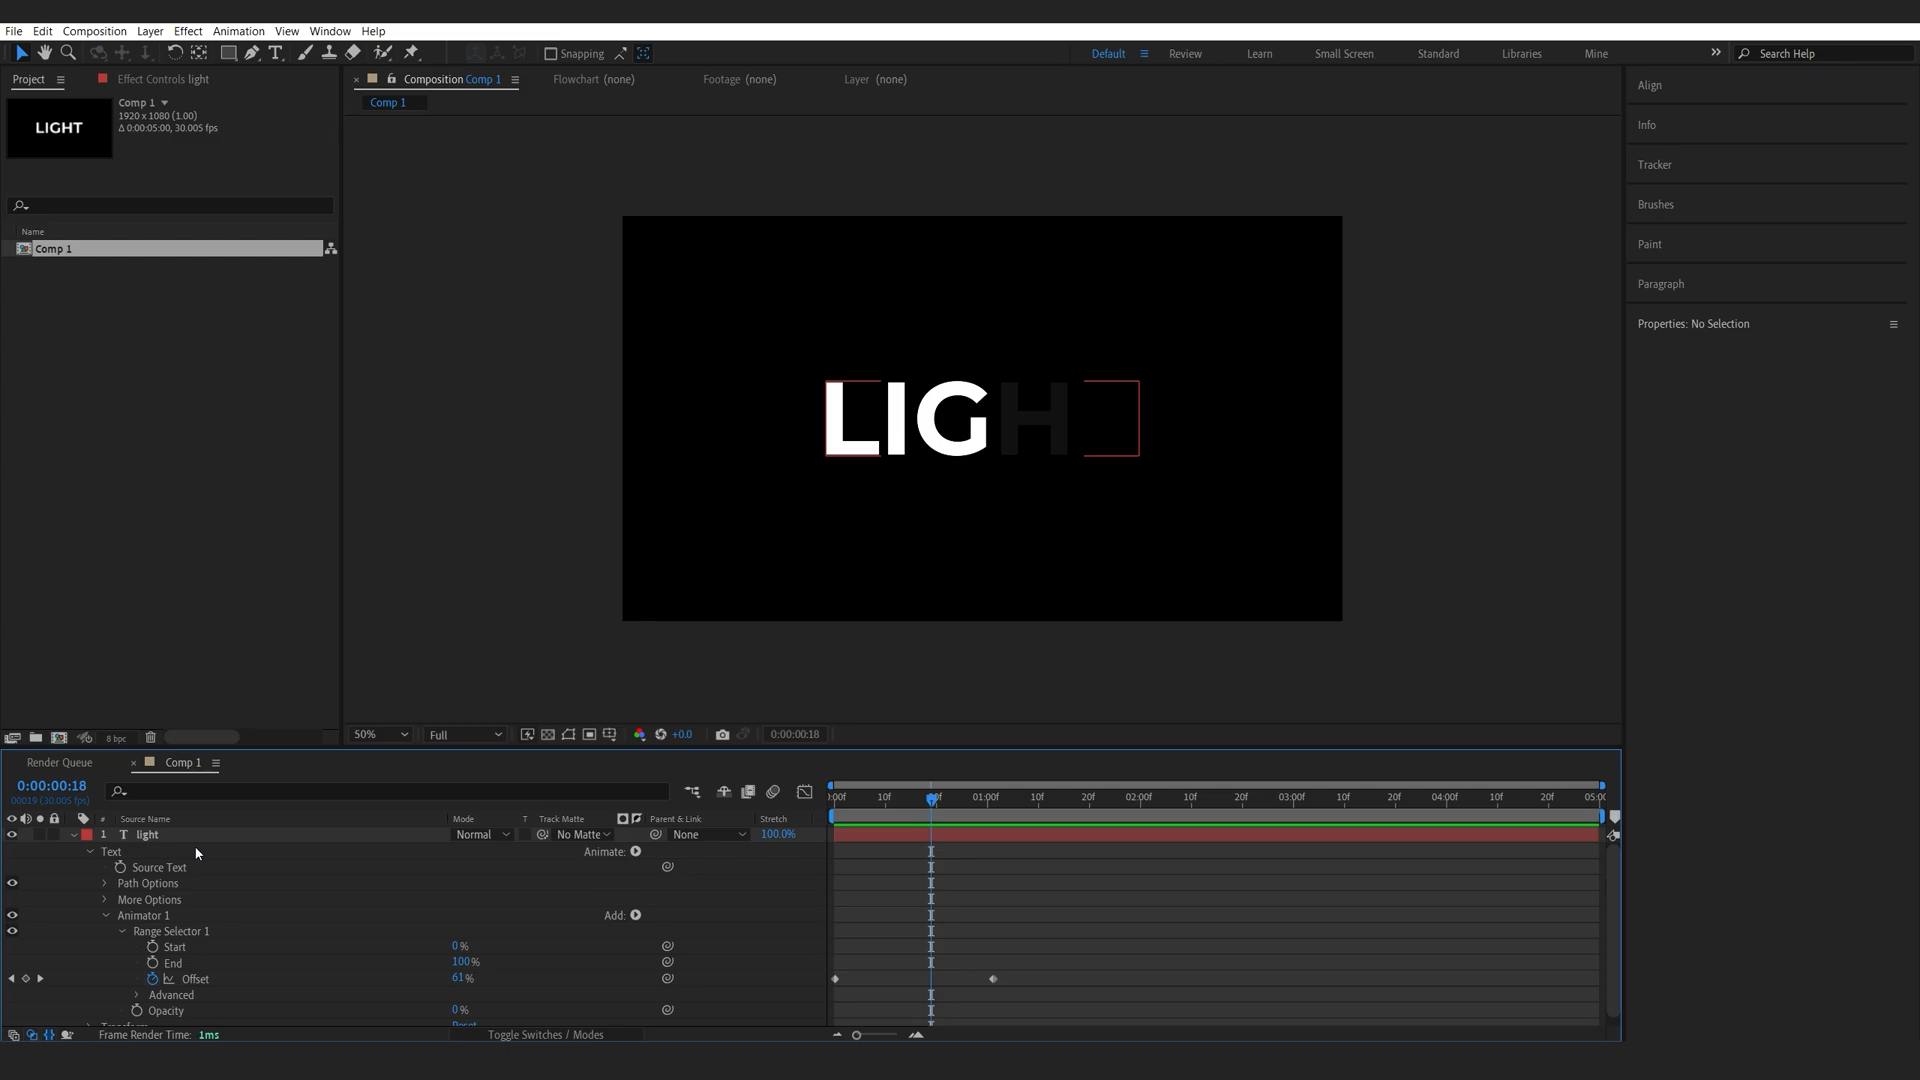 File Edit Composition Layer Effect Animation View Window Help
Snapping Default Review Learn Small Screen Standard Libraries Mine Search Help
Project Effect Controls light Composition Comp 1 Flowchart (none) Footage (none) Layer (none)
Comp 1
Comp 1
1920 x 1080 (1.00)
Δ 0:00:05:00, 30.005 fps
LIGHT
Name
Comp 1
LIGH
Align
Info
Tracker
Brushes
Paint
Paragraph
Properties: No Selection
8 bpc 50% Full +0.0 0:00:00:18
Render Queue Comp 1
0:00:00:18
00019 (30.005 fps)
:00f 10f 20f 01:00f 10f 20f 02:00f 10f 20f 03:00f 10f 20f 04:00f 10f 20f 05:00
# Source Name Mode T Track Matte Parent & Link Stretch
1 T light Normal No Matte None 100.0%
Text Animate:
Source Text
Path Options
More Options
Animator 1 Add:
Range Selector 1
Start 0%
End 100%
Offset 61%
Advanced
Opacity 0%
Transform Reset
Frame Render Time: 1ms Toggle Switches / Modes